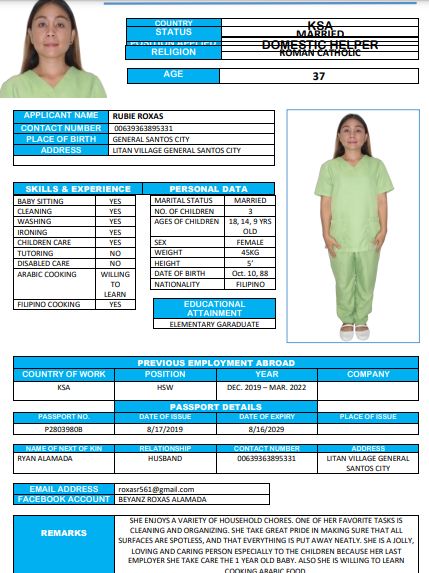 COUNTRY KSA
STATUS MARRIED
POSITION APPLIED DOMESTIC HELPER
RELIGION ROMAN CATHOLIC
AGE 37
APPLICANT NAME RUBIE ROXAS
CONTACT NUMBER 00639363895331
PLACE OF BIRTH GENERAL SANTOS CITY
ADDRESS LITAN VILLAGE GENERAL SANTOS CITY
SKILLS & EXPERIENCE
BABY SITTING YES
CLEANING YES
WASHING YES
IRONING YES
CHILDREN CARE YES
TUTORING NO
DISABLED CARE NO
ARABIC COOKING WILLING
TO
LEARN
FILIPINO COOKING YES
PERSONAL DATA
MARITAL STATUS MARRIED
NO. OF CHILDREN 3
AGES OF CHILDREN 18, 14, 9 YRS
OLD
SEX FEMALE
WEIGHT 45KG
HEIGHT 5'
DATE OF BIRTH Oct. 10, 88
NATIONALITY FILIPINO
EDUCATIONAL
ATTAINMENT
ELEMENTARY GARADUATE
PREVIOUS EMPLOYMENT ABROAD
COUNTRY OF WORK POSITION YEAR COMPANY
KSA HSW DEC. 2019 – MAR. 2022
PASSPORT DETAILS
PASSPORT NO. DATE OF ISSUE DATE OF EXPIRY PLACE OF ISSUE
P2803980B 8/17/2019 8/16/2029
NAME OF NEXT OF KIN RELATIONSHIP CONTACT NUMBER ADDRESS
RYAN ALAMADA HUSBAND 00639363895331 LITAN VILLAGE GENERAL
SANTOS CITY
EMAIL ADDRESS roxasr561@gmail.com
FACEBOOK ACCOUNT BEYANZ ROXAS ALAMADA
REMARKS
SHE ENJOYS A VARIETY OF HOUSEHOLD CHORES. ONE OF HER FAVORITE TASKS IS
CLEANING AND ORGANIZING. SHE TAKE GREAT PRIDE IN MAKING SURE THAT ALL
SURFACES ARE SPOTLESS, AND THAT EVERYTHING IS PUT AWAY NEATLY. SHE IS A JOLLY,
LOVING AND CARING PERSON ESPECIALLY TO THE CHILDREN BECAUSE HER LAST
EMPLOYER SHE TAKE CARE THE 1 YEAR OLD BABY. ALSO SHE IS WILLING TO LEARN
COOKING ARABIC FOOD